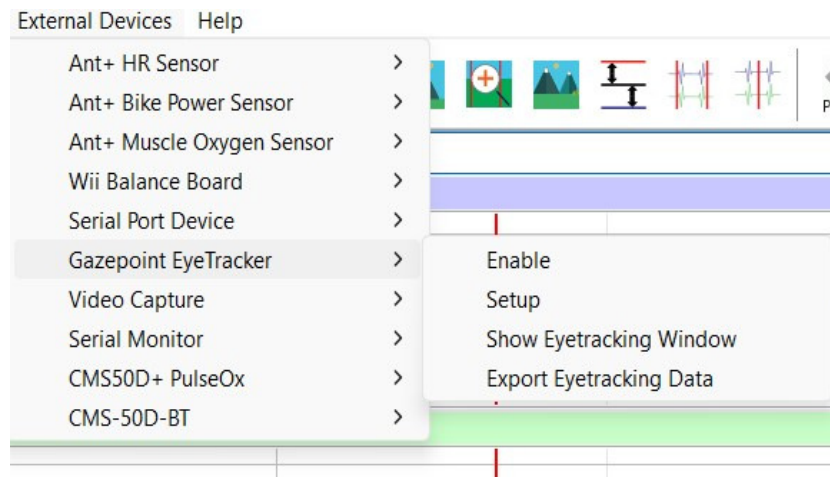 External Devices Help
Ant+ HR Sensor
Ant+ Bike Power Sensor
Ant+ Muscle Oxygen Sensor
Wii Balance Board
Serial Port Device
Gazepoint EyeTracker
Enable
Video Capture
Setup
Serial Monitor
Show Eyetracking Window
CMS50D+ PulseOx
Export Eyetracking Data
CMS-50D-BT